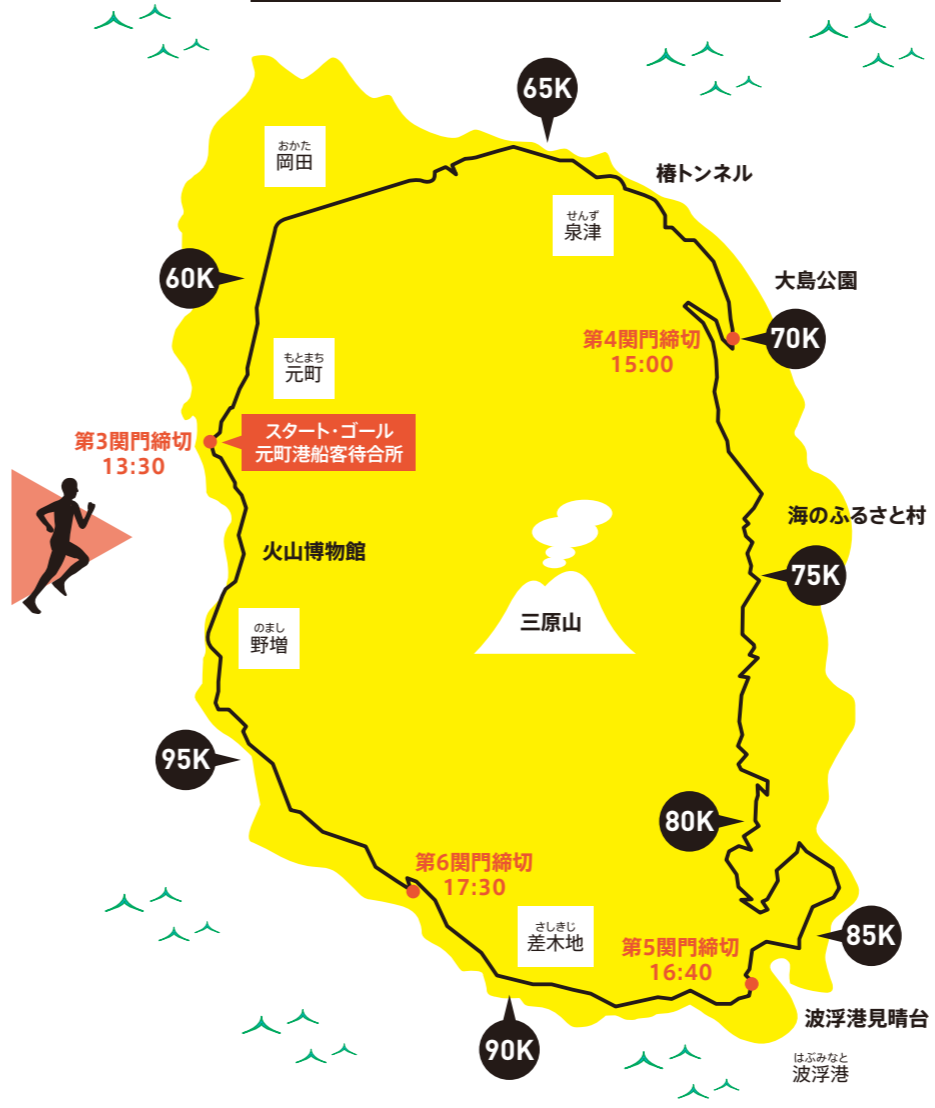 65K
おかた
岡田
椿トンネル
せんず
泉津
60K
大島公園
70K
第4関門締切
15:00
もとまち
元町
スタート・ゴール
元町港船客待合所
第3関門締切
13:30
海のふるさと村
火山博物館
75K
三原山
のまし
野増
95K
80K
第6関門締切
17:30
さしきじ
差木地
第5関門締切
16:40
85K
波浮港見晴台
90K
はぶみなと
波浮港